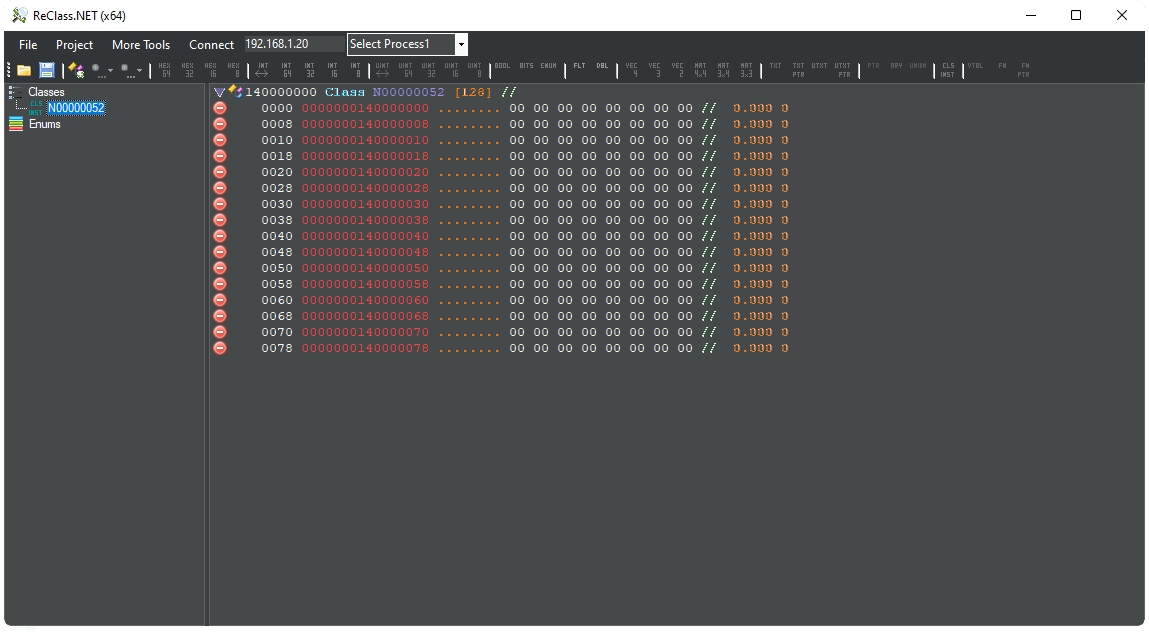 ReClass.NET (x64)
File Project More Tools Connect 192.168.1.20 Select Process1
HEX 64 HEX 32 HEX 16 HEX 8 INT INT 64 INT 32 INT 16 INT 8 UINT UINT 64 UINT 32 UINT 16 UINT 8 BOOL BITS ENUM FLT DBL VEC 4 VEC 3 VEC 2 MAT 4x4 MAT 3x4 MAT 3x3 TXT TXT PTR UTXT UTXT PTR PTR ARY UNION CLS INST VTBL FN FN PTR
Classes
CLS INST N00000052
Enums
140000000 Class N00000052 [128] //
0000 0000000140000000 ........ 00 00 00 00 00 00 00 00 // 0.000 0
0008 0000000140000008 ........ 00 00 00 00 00 00 00 00 // 0.000 0
0010 0000000140000010 ........ 00 00 00 00 00 00 00 00 // 0.000 0
0018 0000000140000018 ........ 00 00 00 00 00 00 00 00 // 0.000 0
0020 0000000140000020 ........ 00 00 00 00 00 00 00 00 // 0.000 0
0028 0000000140000028 ........ 00 00 00 00 00 00 00 00 // 0.000 0
0030 0000000140000030 ........ 00 00 00 00 00 00 00 00 // 0.000 0
0038 0000000140000038 ........ 00 00 00 00 00 00 00 00 // 0.000 0
0040 0000000140000040 ........ 00 00 00 00 00 00 00 00 // 0.000 0
0048 0000000140000048 ........ 00 00 00 00 00 00 00 00 // 0.000 0
0050 0000000140000050 ........ 00 00 00 00 00 00 00 00 // 0.000 0
0058 0000000140000058 ........ 00 00 00 00 00 00 00 00 // 0.000 0
0060 0000000140000060 ........ 00 00 00 00 00 00 00 00 // 0.000 0
0068 0000000140000068 ........ 00 00 00 00 00 00 00 00 // 0.000 0
0070 0000000140000070 ........ 00 00 00 00 00 00 00 00 // 0.000 0
0078 0000000140000078 ........ 00 00 00 00 00 00 00 00 // 0.000 0